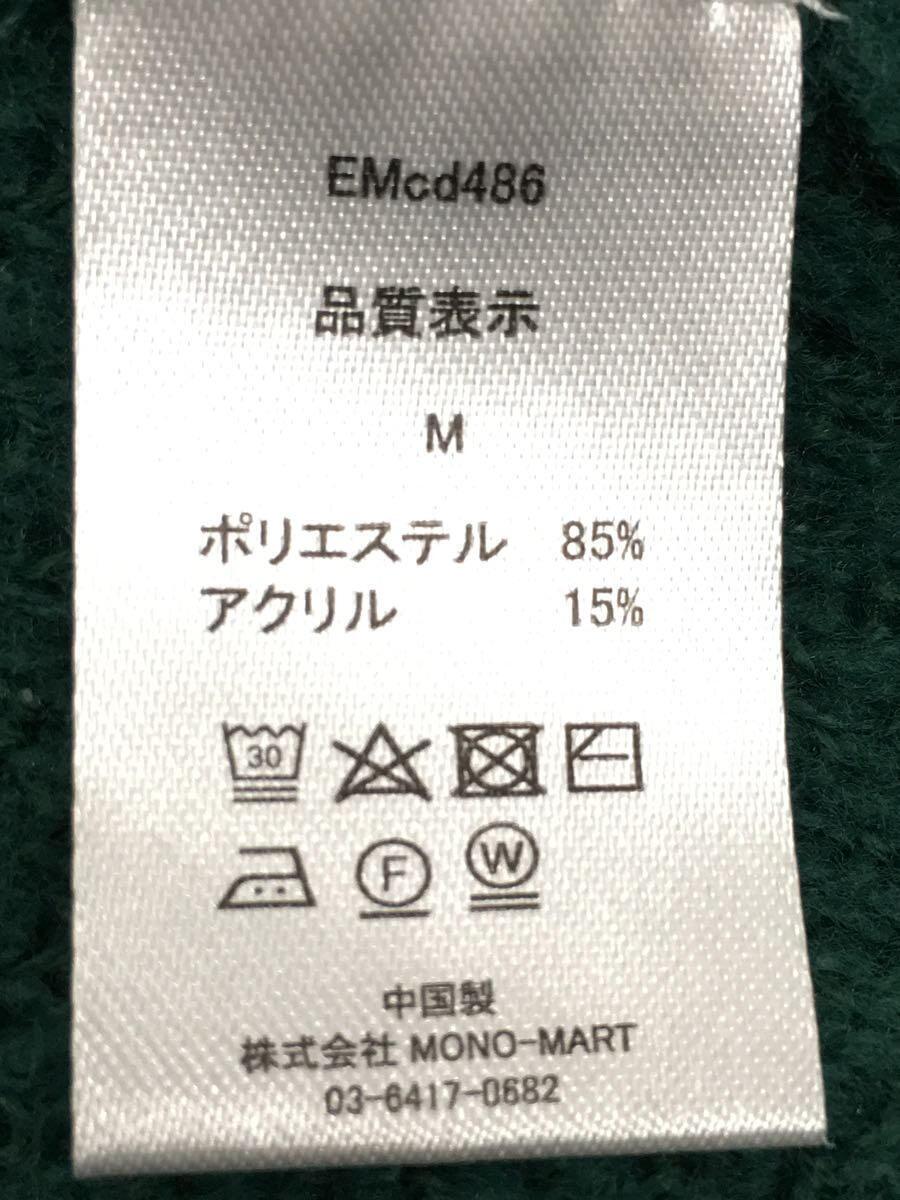 EMcd486
品質表示
M
ポリエステル 85%
アクリル 15%
30
F W
中国製
株式会社 MONO-MART
03-6417-0682